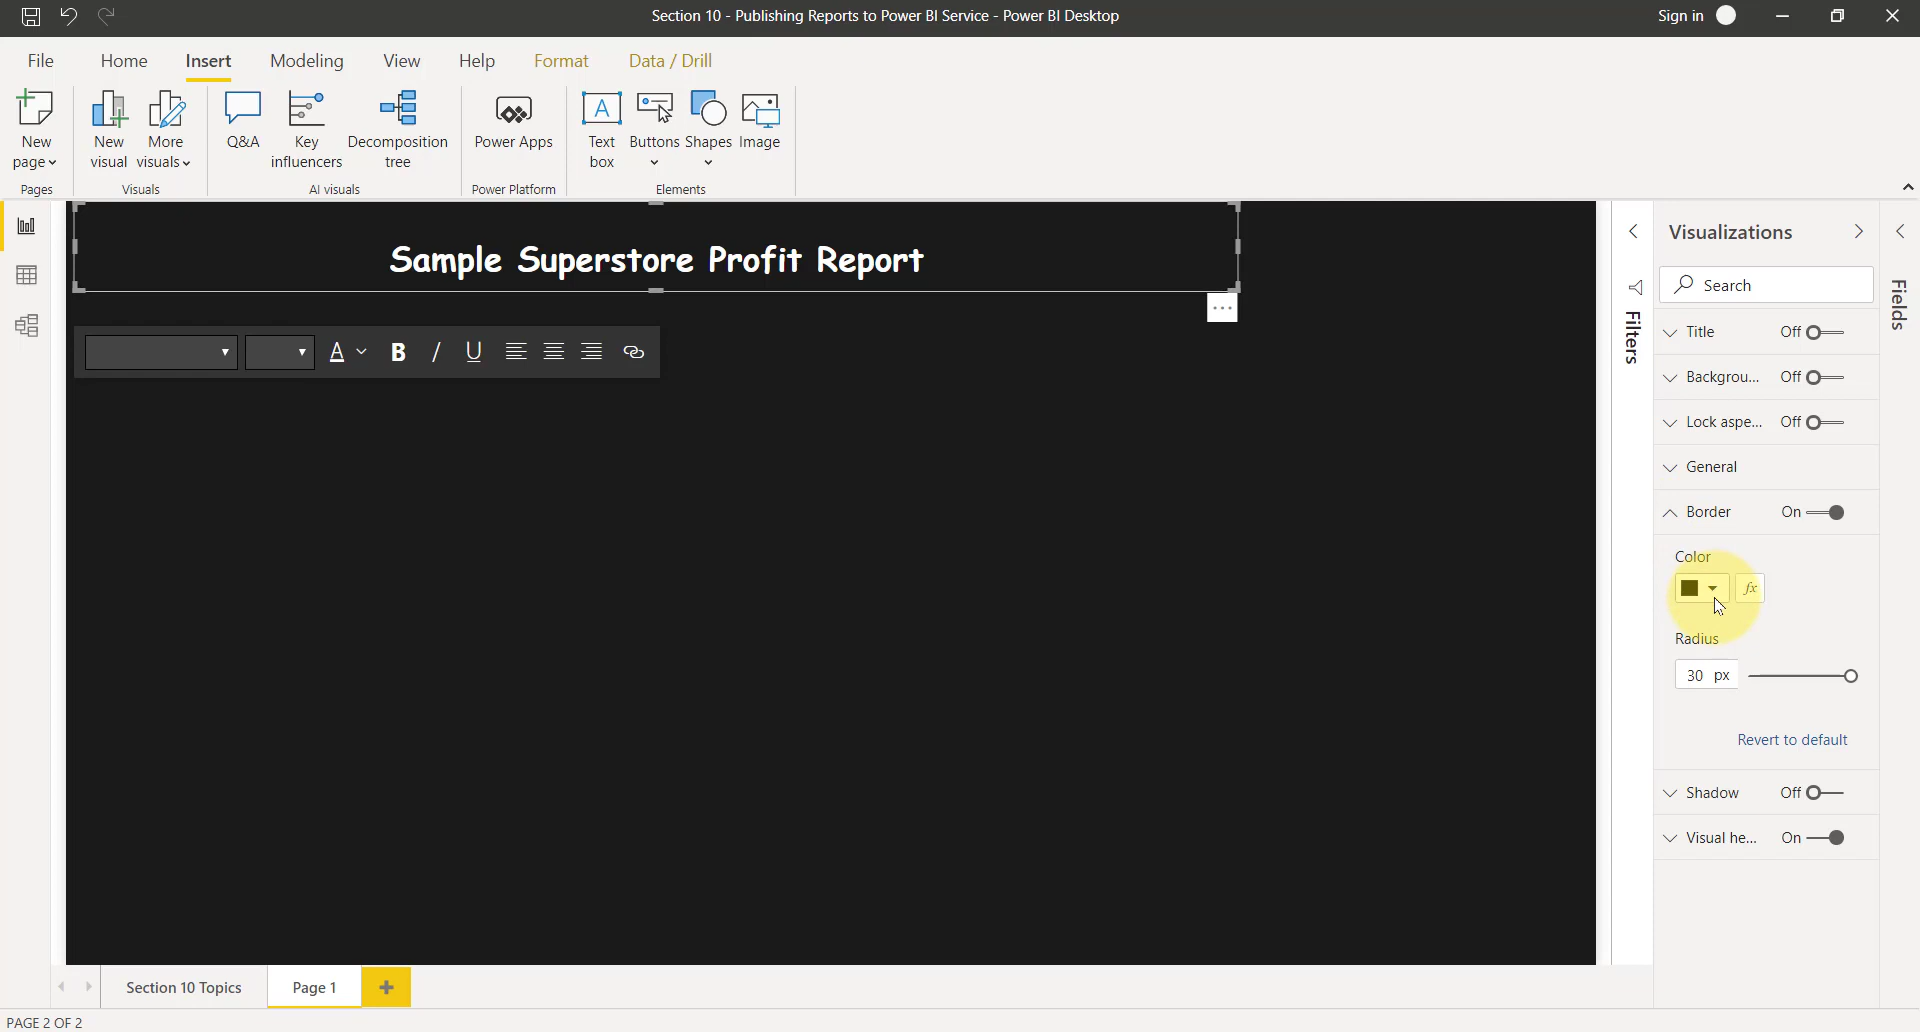 Section 10 - Publishing Reports to Power BI Service - Power BI Desktop
Sign in
File Home Insert Modeling View Help Format Data / Drill
New page
New visual
More visuals
Q&A
Key influencers
Decomposition tree
Power Apps
Text box
Buttons
Shapes
Image
Pages
Visuals
AI visuals
Power Platform
Elements
Sample Superstore Profit Report
...
A B I U
Filters
Visualizations
Search
Title Off
Backgrou... Off
Lock aspe... Off
General
Border On
Color
fx
Radius
30 px
Revert to default
Shadow Off
Visual he... On
Fields
Section 10 Topics
Page 1
+
PAGE 2 OF 2